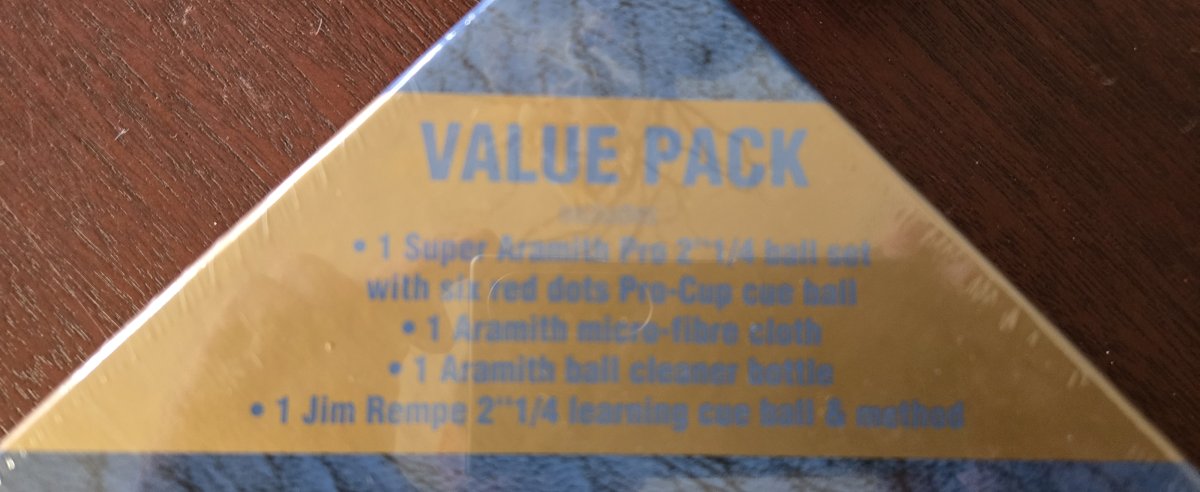 VALUE PACK
includes:
• 1 Super Aramith Pro 2"1/4 ball set
with six red dots Pro-Cup cue ball
• 1 Aramith micro-fibre cloth
• 1 Aramith ball cleaner bottle
• 1 Jim Rempe 2"1/4 learning cue ball & method